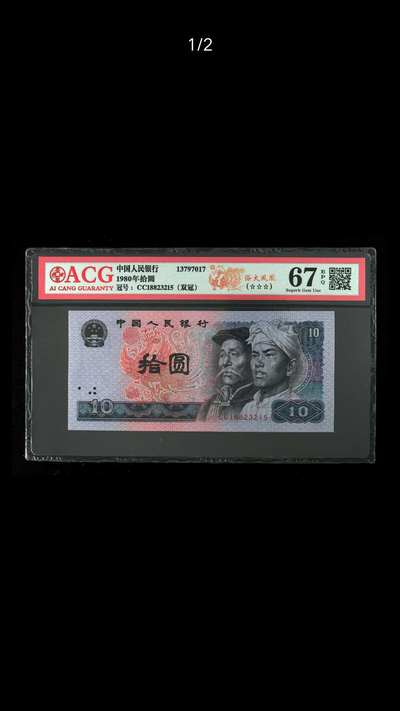 1/2
ACG
AI CANG GUARANTY
中国人民银行 13797017
1980年拾圆
冠号：CC18823215（双冠）
(☆☆☆)
67 EPQ
Superb Gem Unc
中国人民银行
10
拾圆
10
CC18823215
10